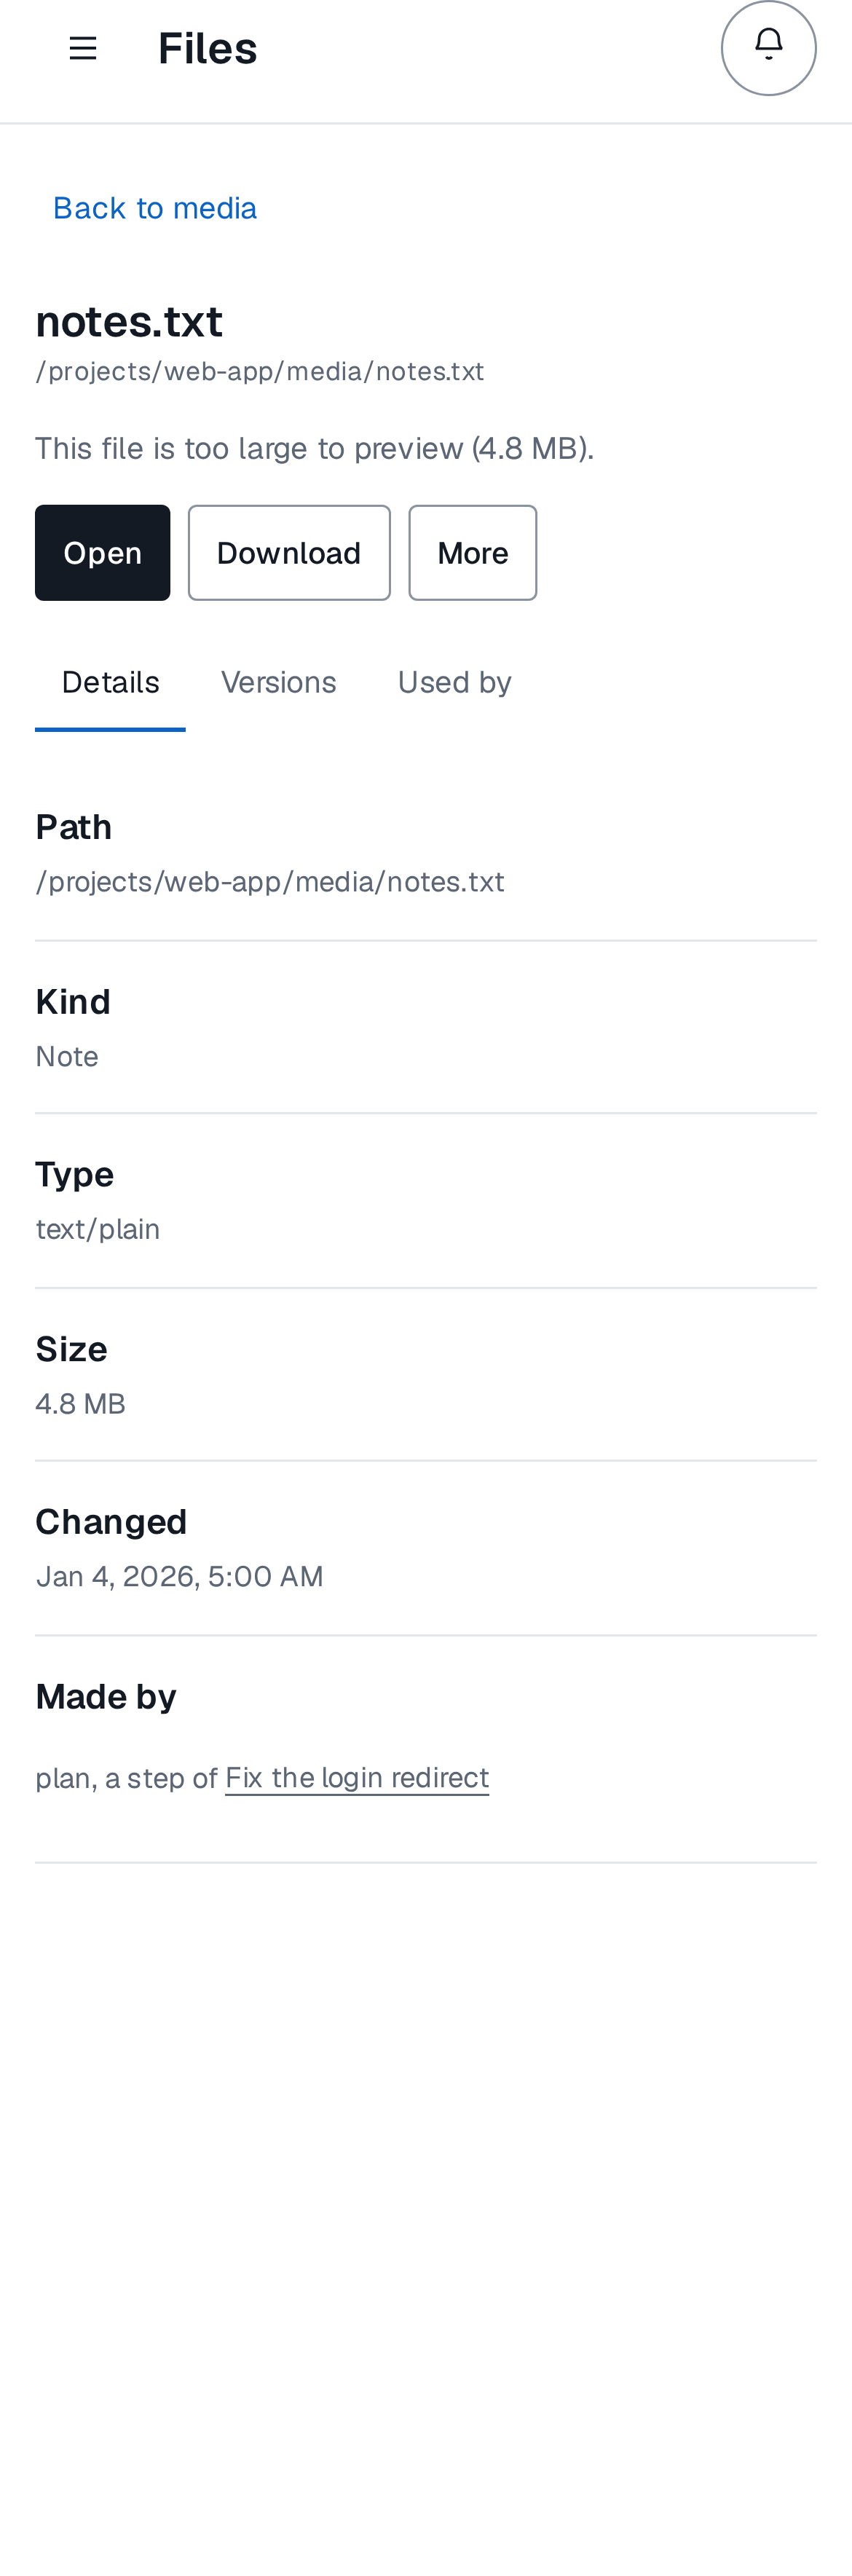 Files
Back to media
notes.txt
/projects/web-app/media/notes.txt
This file is too large to preview (4.8 MB).
Open Download More
Details Versions Used by
Path
/projects/web-app/media/notes.txt
Kind
Note
Type
text/plain
Size
4.8 MB
Changed
Jan 4, 2026, 5:00 AM
Made by
plan, a step of Fix the login redirect